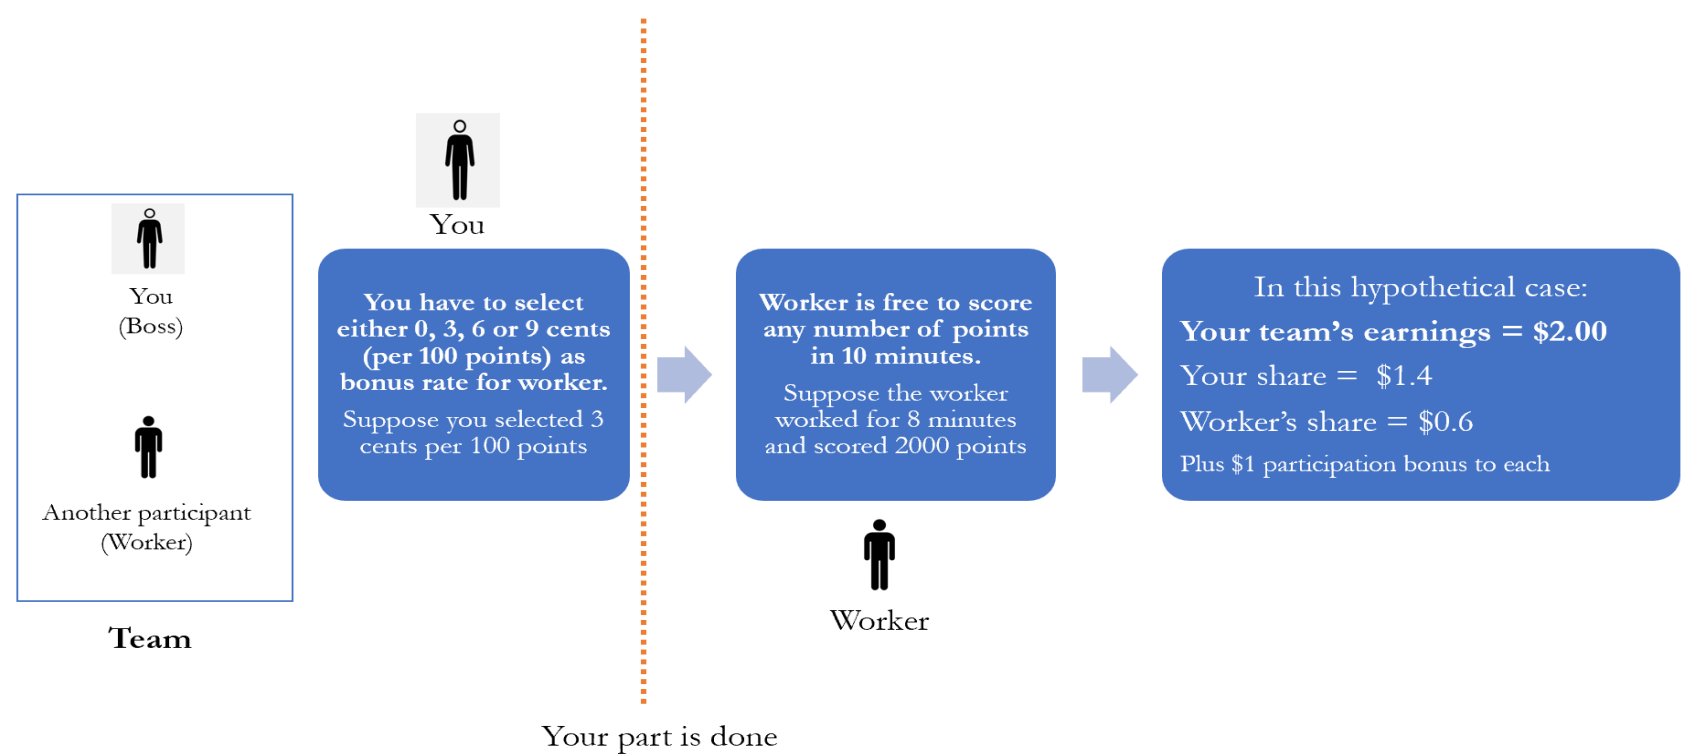 You
(Boss)
Another participant
(Worker)
Team
You
You have to select
either 0, 3, 6 or 9 cents
(per 100 points) as
bonus rate for worker.
Suppose you selected 3
cents per 100 points
Your part is done
Worker is free to score
any number of points
in 10 minutes.
Suppose the worker
worked for 8 minutes
and scored 2000 points
Worker
In this hypothetical case:
Your team's earnings = $2.00
Your share = $1.4
Worker's share = $0.6
Plus $1 participation bonus to each